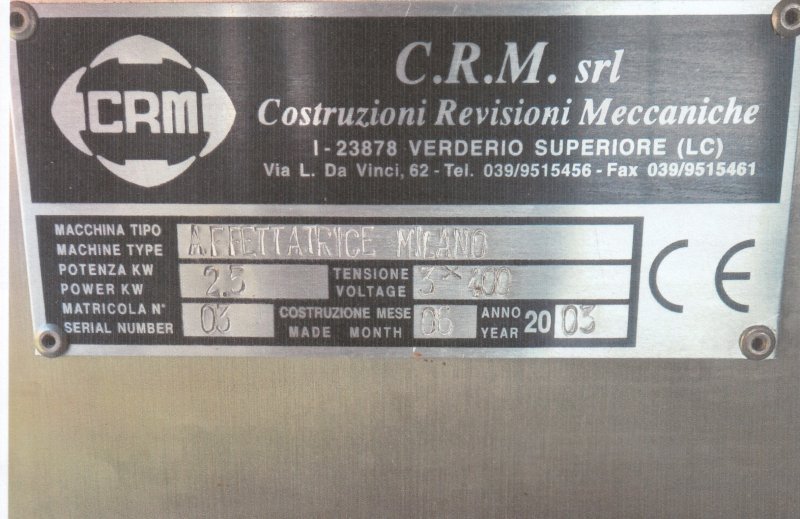 CRM
C.R.M. srl
Costruzioni Revisioni Meccaniche
I - 23878 VERDERIO SUPERIORE (LC)
Via L. Da Vinci, 62 - Tel. 039/9515456 - Fax 039/9515461
MACCHINA TIPO
MACHINE TYPE
AFFETTATRICE MILANO
POTENZA KW
POWER KW
2.5
TENSIONE
VOLTAGE
3 x 400
MATRICOLA N°
SERIAL NUMBER
03
COSTRUZIONE MESE
MADE MONTH
06
ANNO
YEAR
20 03
CE